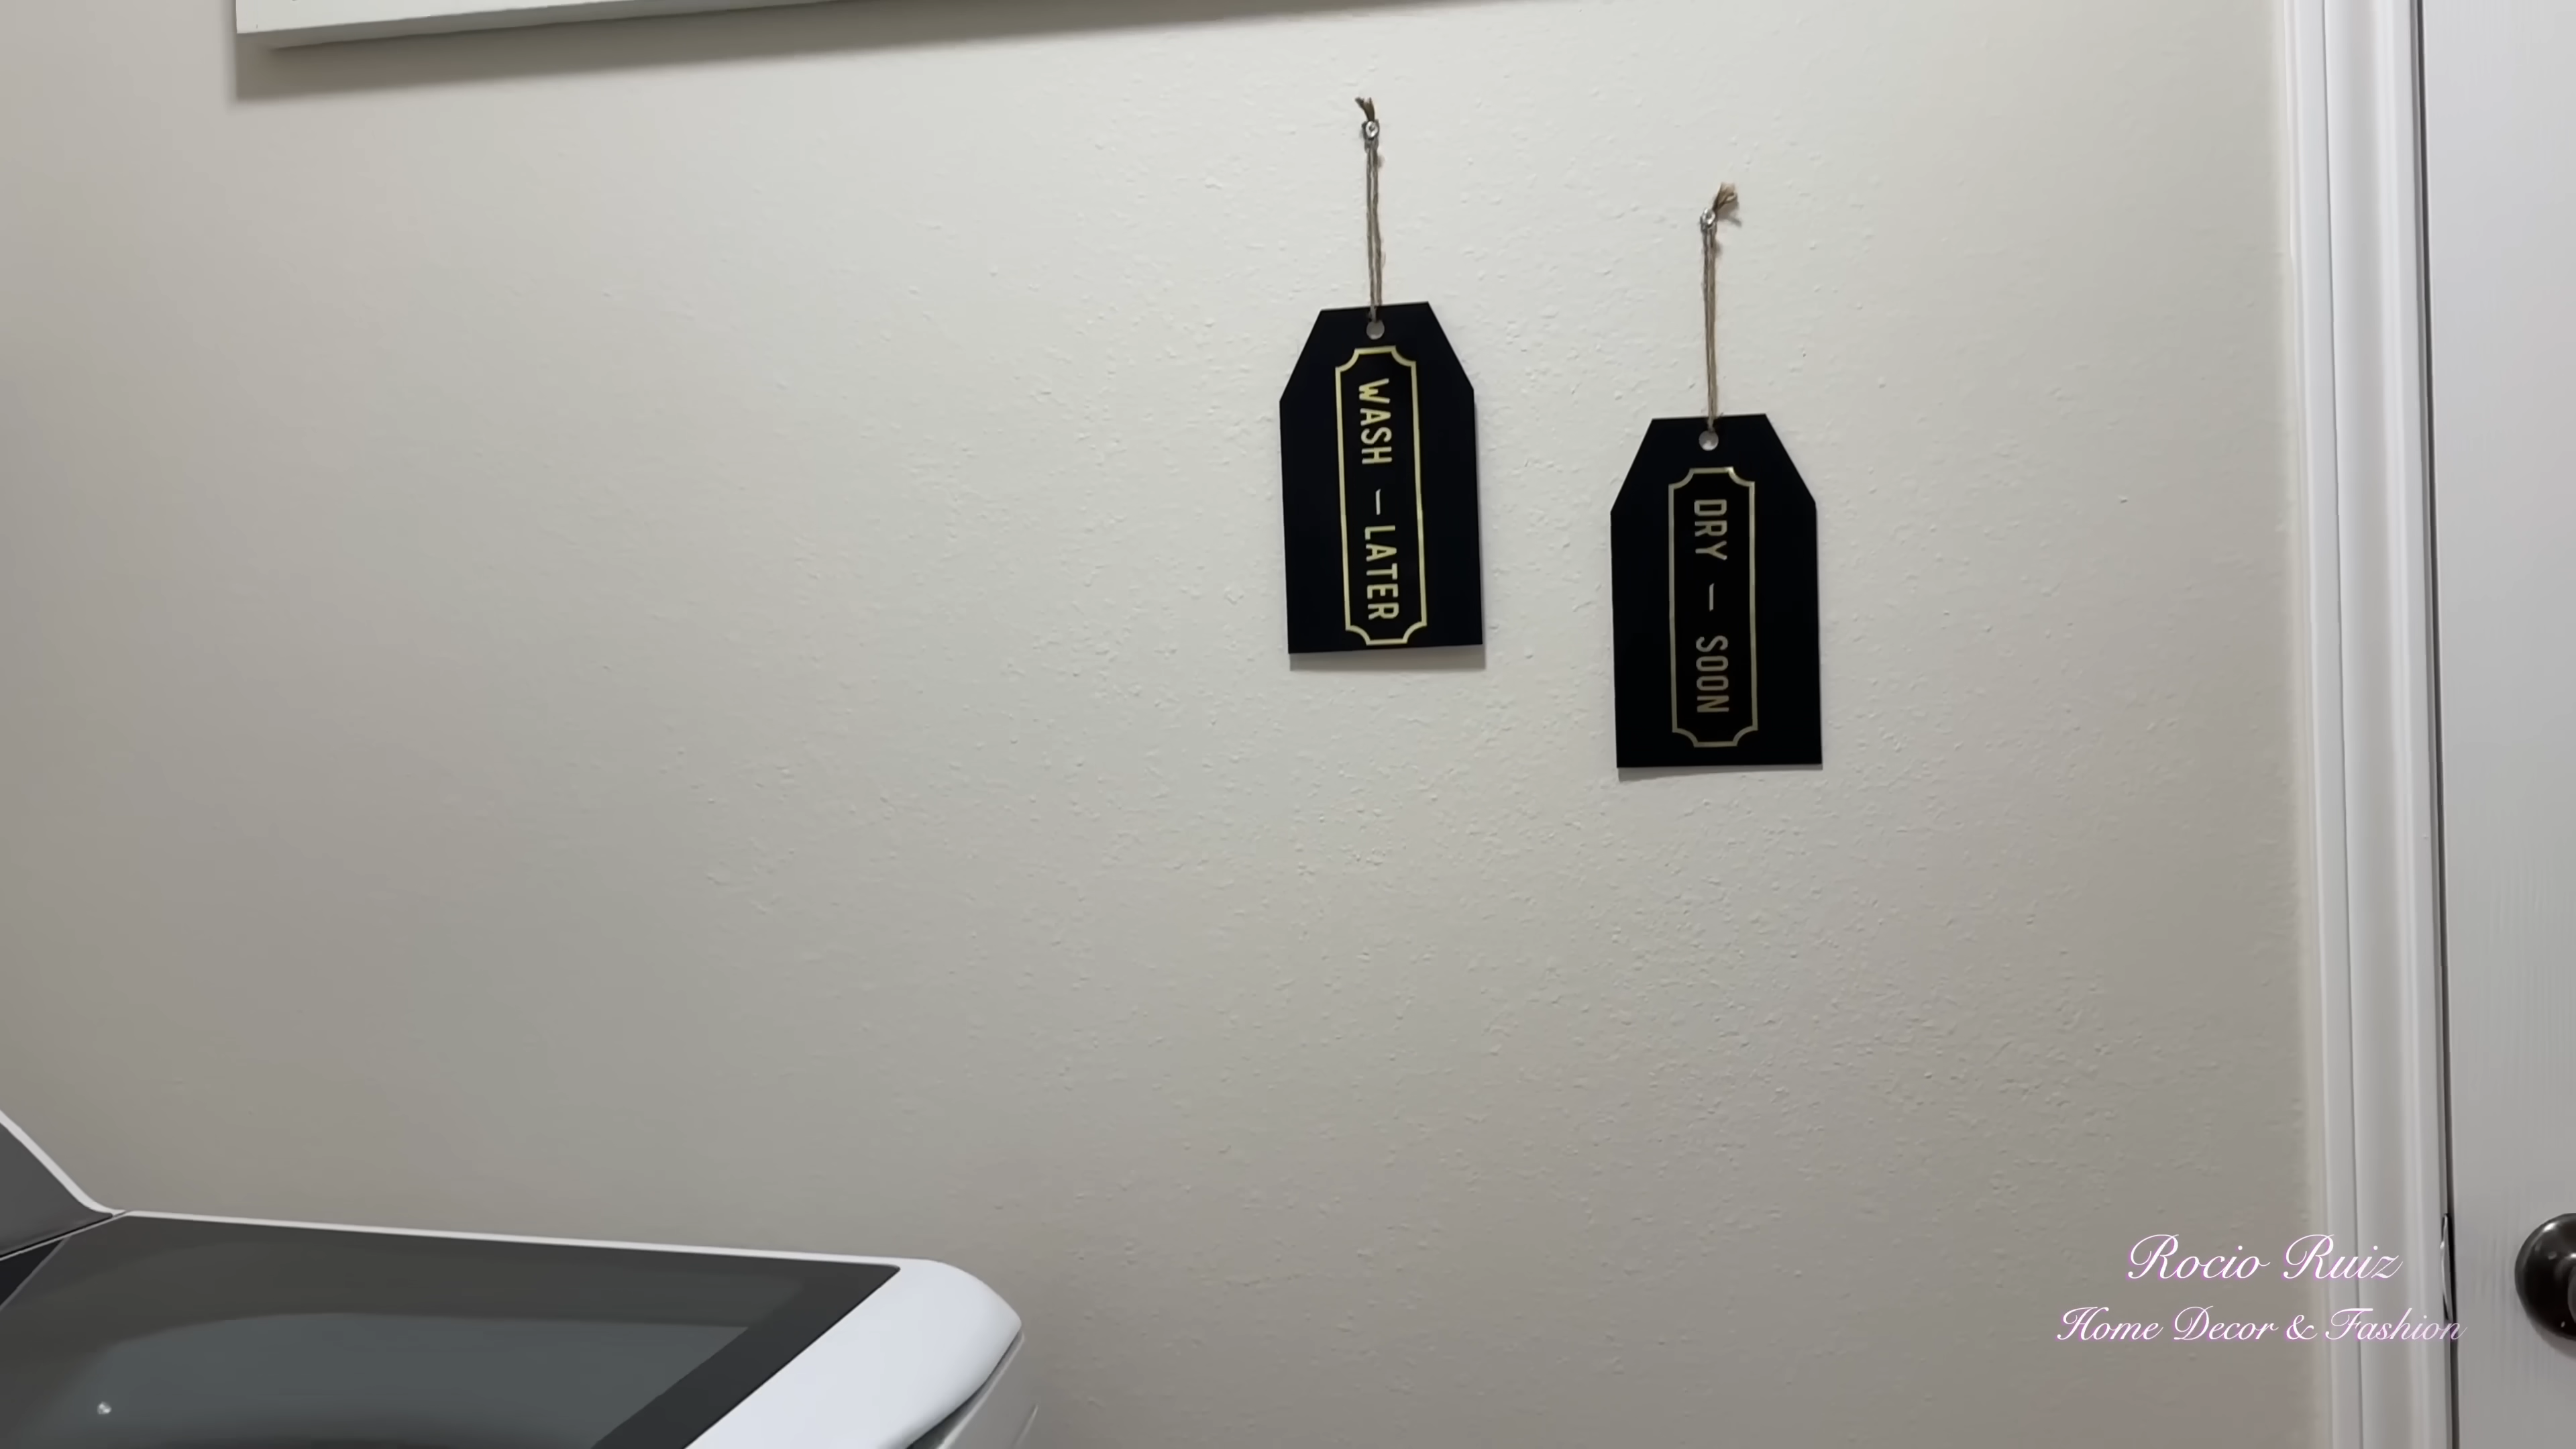 WASH – LATER
DRY – SOON
Rocio Ruiz
Home Decor & Fashion